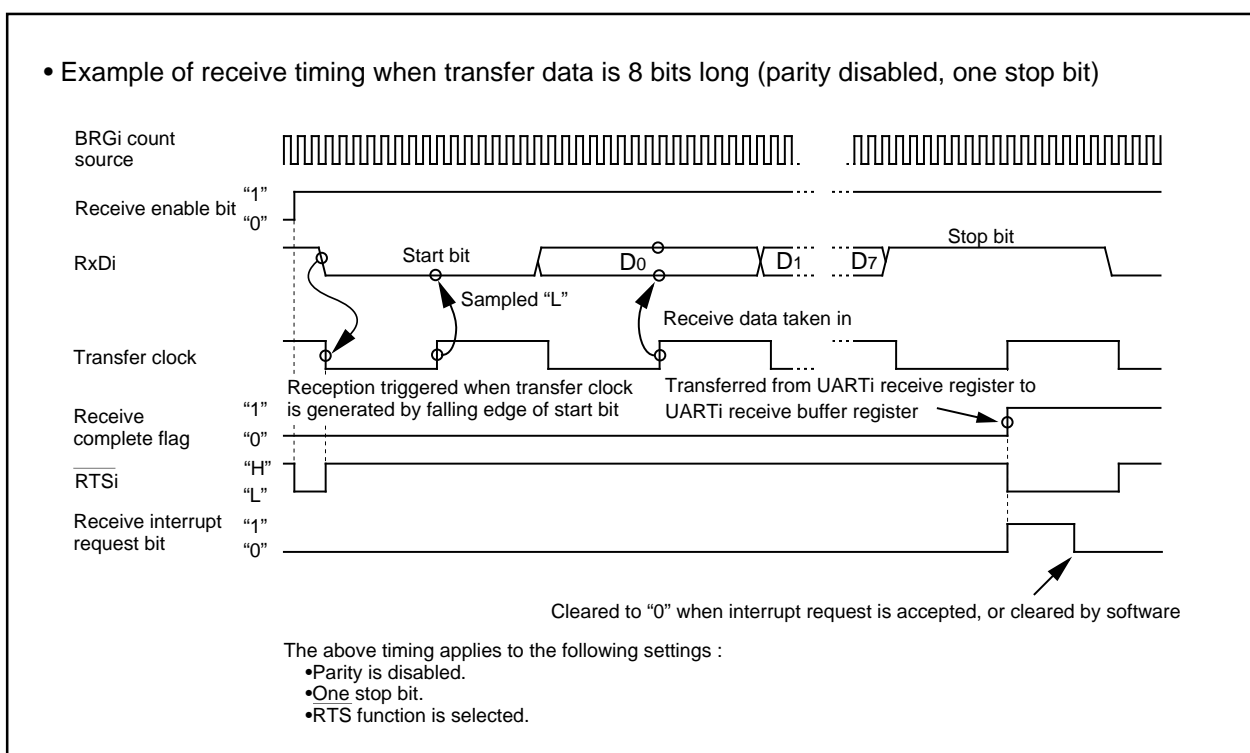 • Example of receive timing when transfer data is 8 bits long (parity disabled, one stop bit)
BRGi count
source
Receive enable bit
“1”
“0”
RxDi
Start bit
D0
D1
D7
Stop bit
Sampled “L”
Receive data taken in
Transfer clock
Reception triggered when transfer clock
is generated by falling edge of start bit
Transferred from UARTi receive register to
UARTi receive buffer register
Receive
complete flag
“1”
“0”
RTSi
“H”
“L”
Receive interrupt
request bit
“1”
“0”
Cleared to “0” when interrupt request is accepted, or cleared by software
The above timing applies to the following settings :
•Parity is disabled.
•One stop bit.
•RTS function is selected.